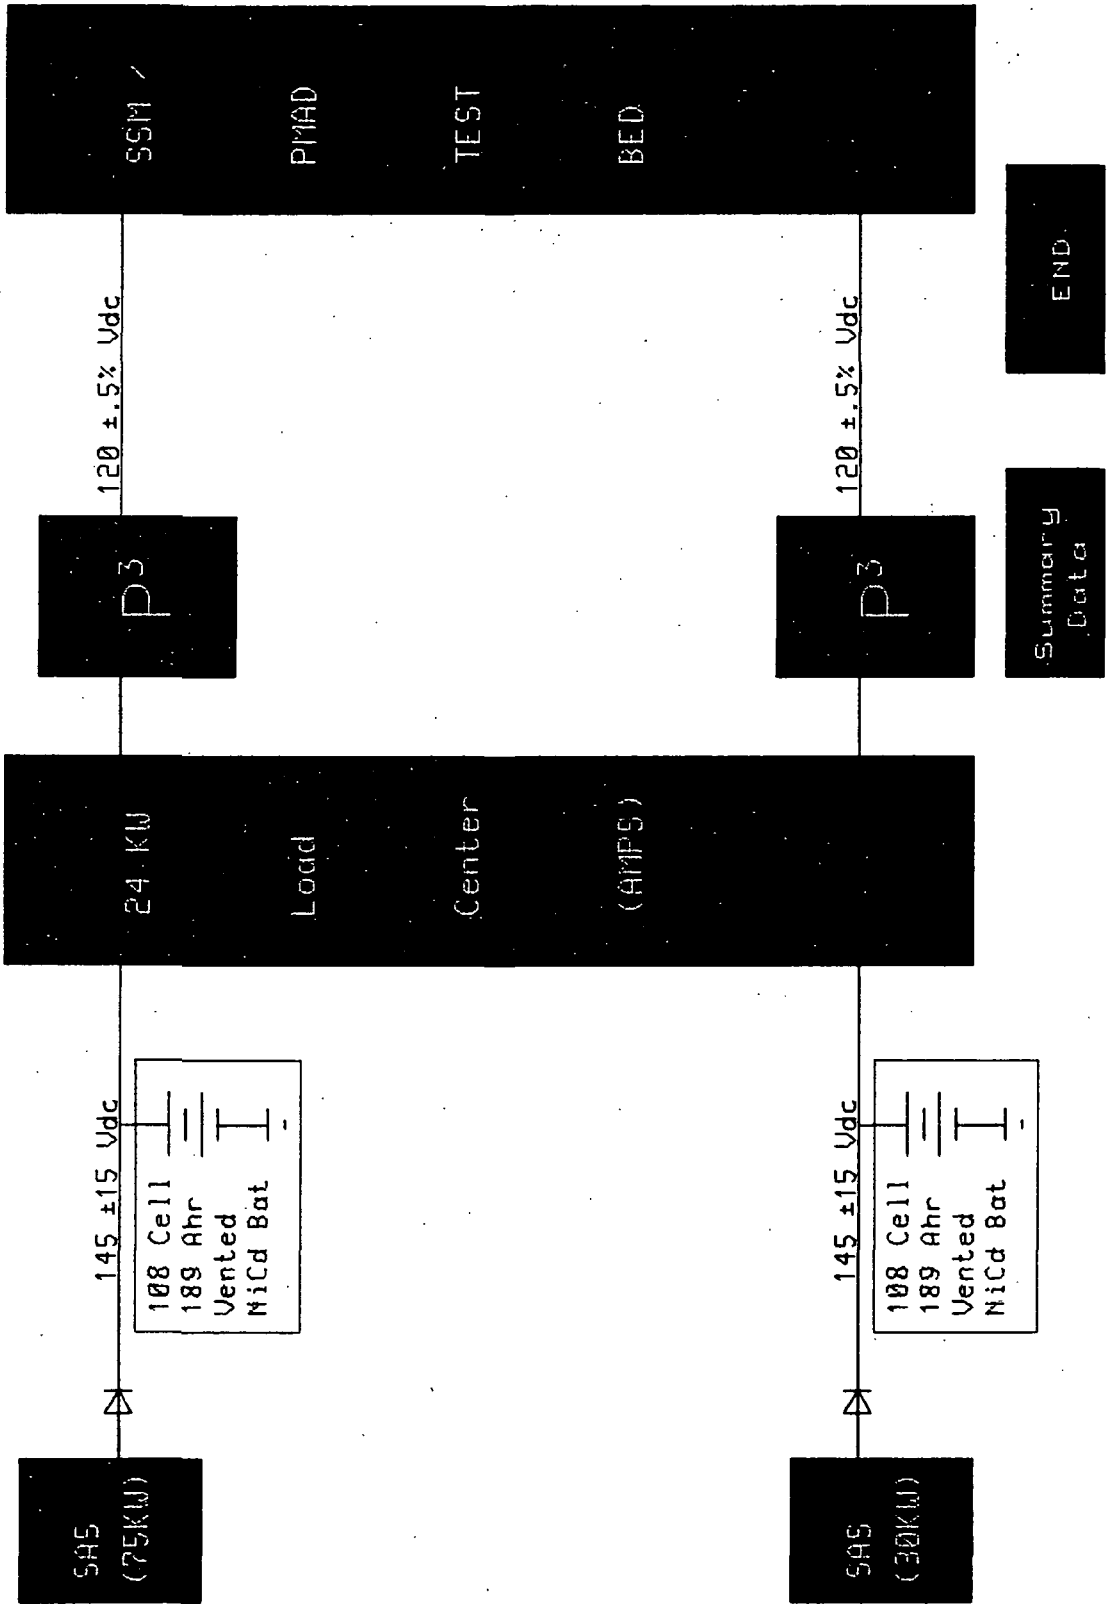 SAS
(75KW)
145 ±15 Vdc
108 Cell
189 Ahr
Vented
NiCd Bat
-
24 KW
Load
Center
(AMPS)
P3
120 ±.5% Vdc
SSM /
PMAD
TEST
BED
SAS
(30KW)
145 ±15 Vdc
108 Cell
189 Ahr
Vented
NiCd Bat
-
P3
120 ±.5% Vdc
Summary
Data
END